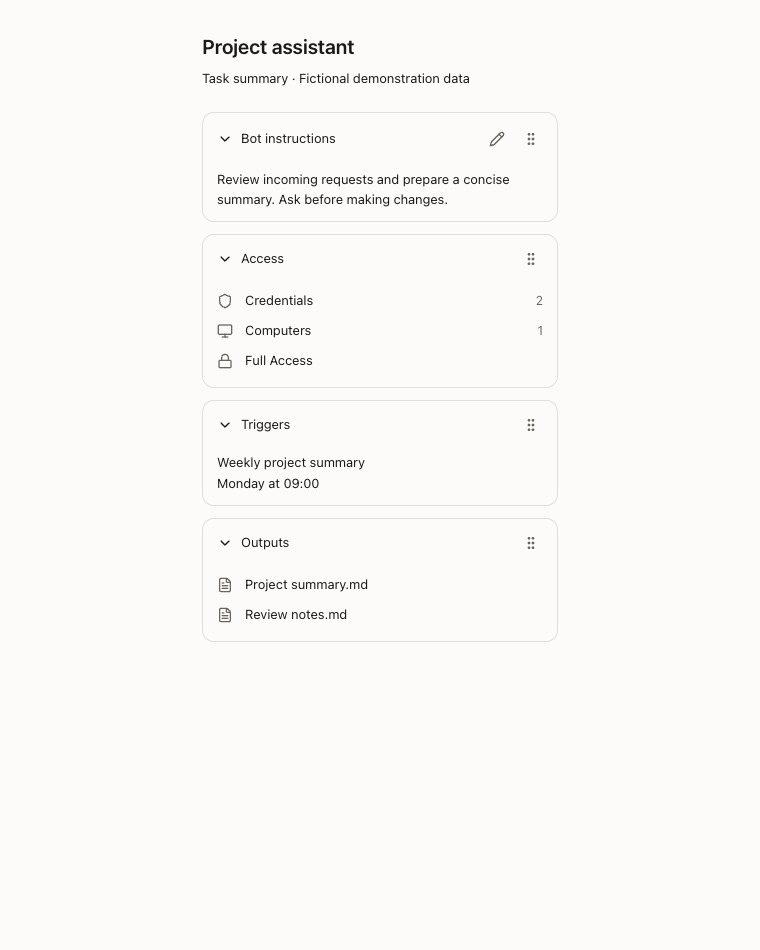 Project assistant
Task summary · Fictional demonstration data
Bot instructions
Review incoming requests and prepare a concise
summary. Ask before making changes.
Access
Credentials 2
Computers 1
Full Access
Triggers
Weekly project summary
Monday at 09:00
Outputs
Project summary.md
Review notes.md